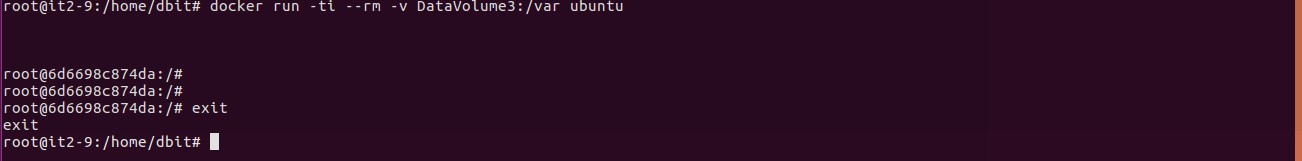 root@it2-9:/home/dbit# docker run -ti --rm -v DataVolume3:/var ubuntu
root@6d6698c874da:/#
root@6d6698c874da:/#
root@6d6698c874da:/# exit
exit
root@it2-9:/home/dbit#